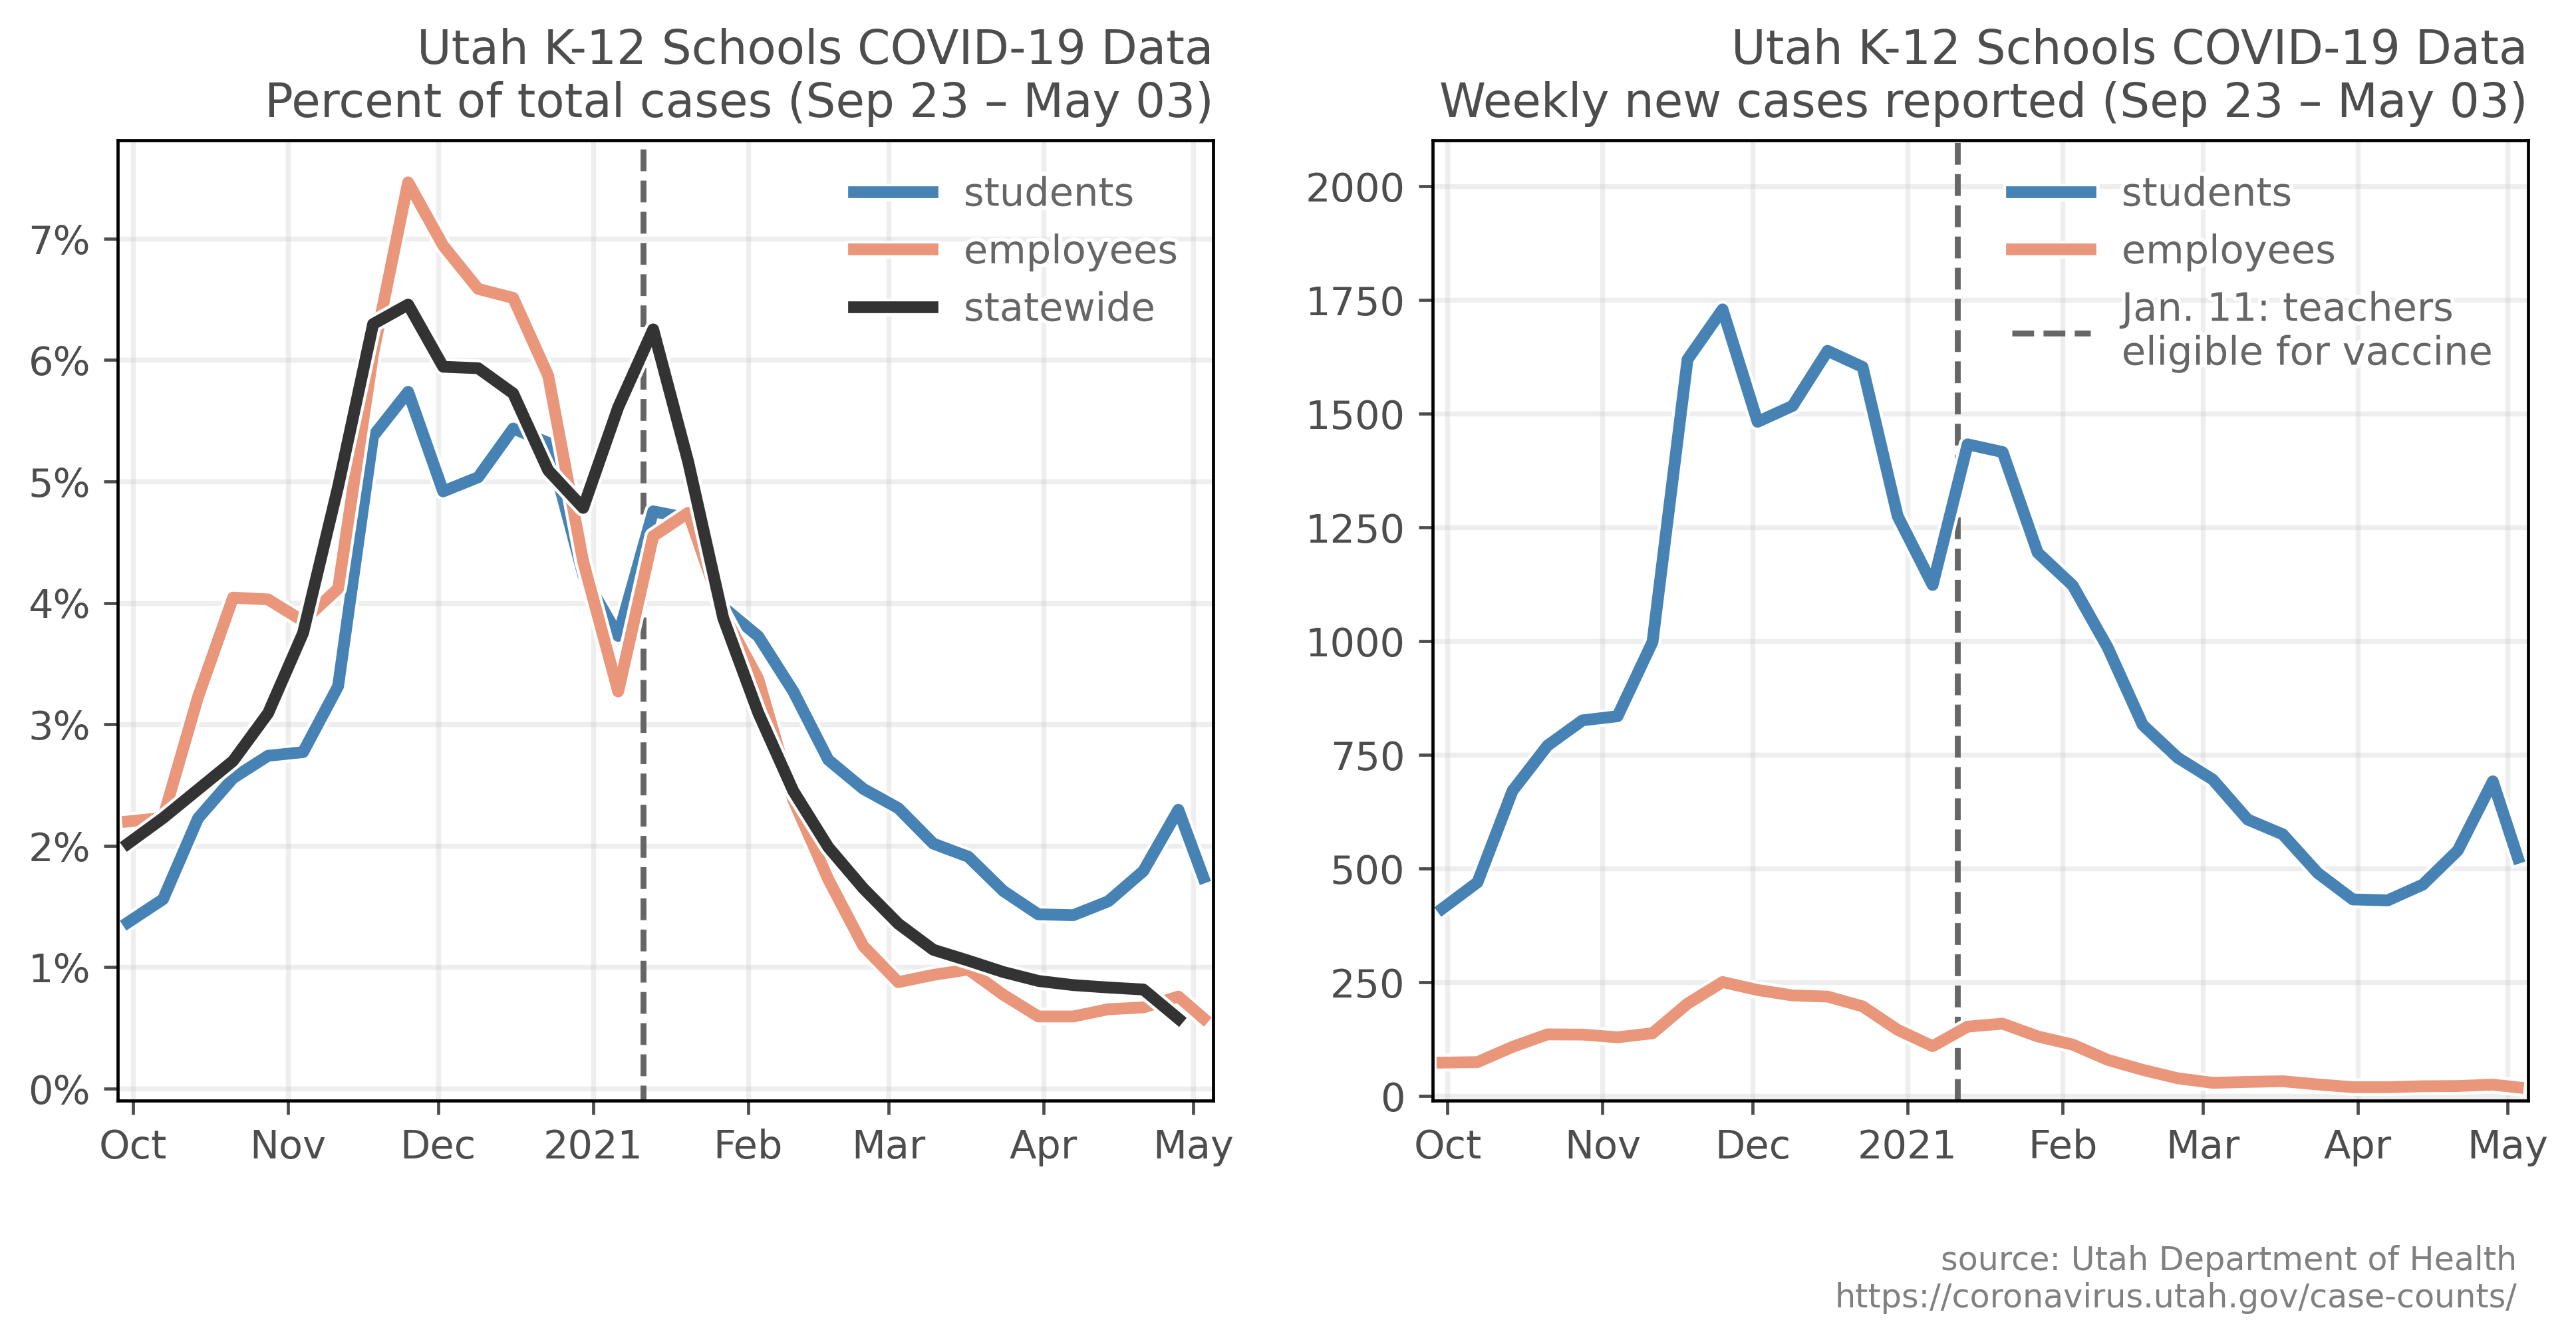 Utah K-12 Schools COVID-19 Data
Percent of total cases (Sep 23 – May 03)
7%
6%
5%
4%
3%
2%
1%
0%
students
employees
statewide
Oct Nov Dec 2021 Feb Mar Apr May
Utah K-12 Schools COVID-19 Data
Weekly new cases reported (Sep 23 – May 03)
2000
1750
1500
1250
1000
750
500
250
0
students
employees
Jan. 11: teachers
eligible for vaccine
Oct Nov Dec 2021 Feb Mar Apr May
source: Utah Department of Health
https://coronavirus.utah.gov/case-counts/